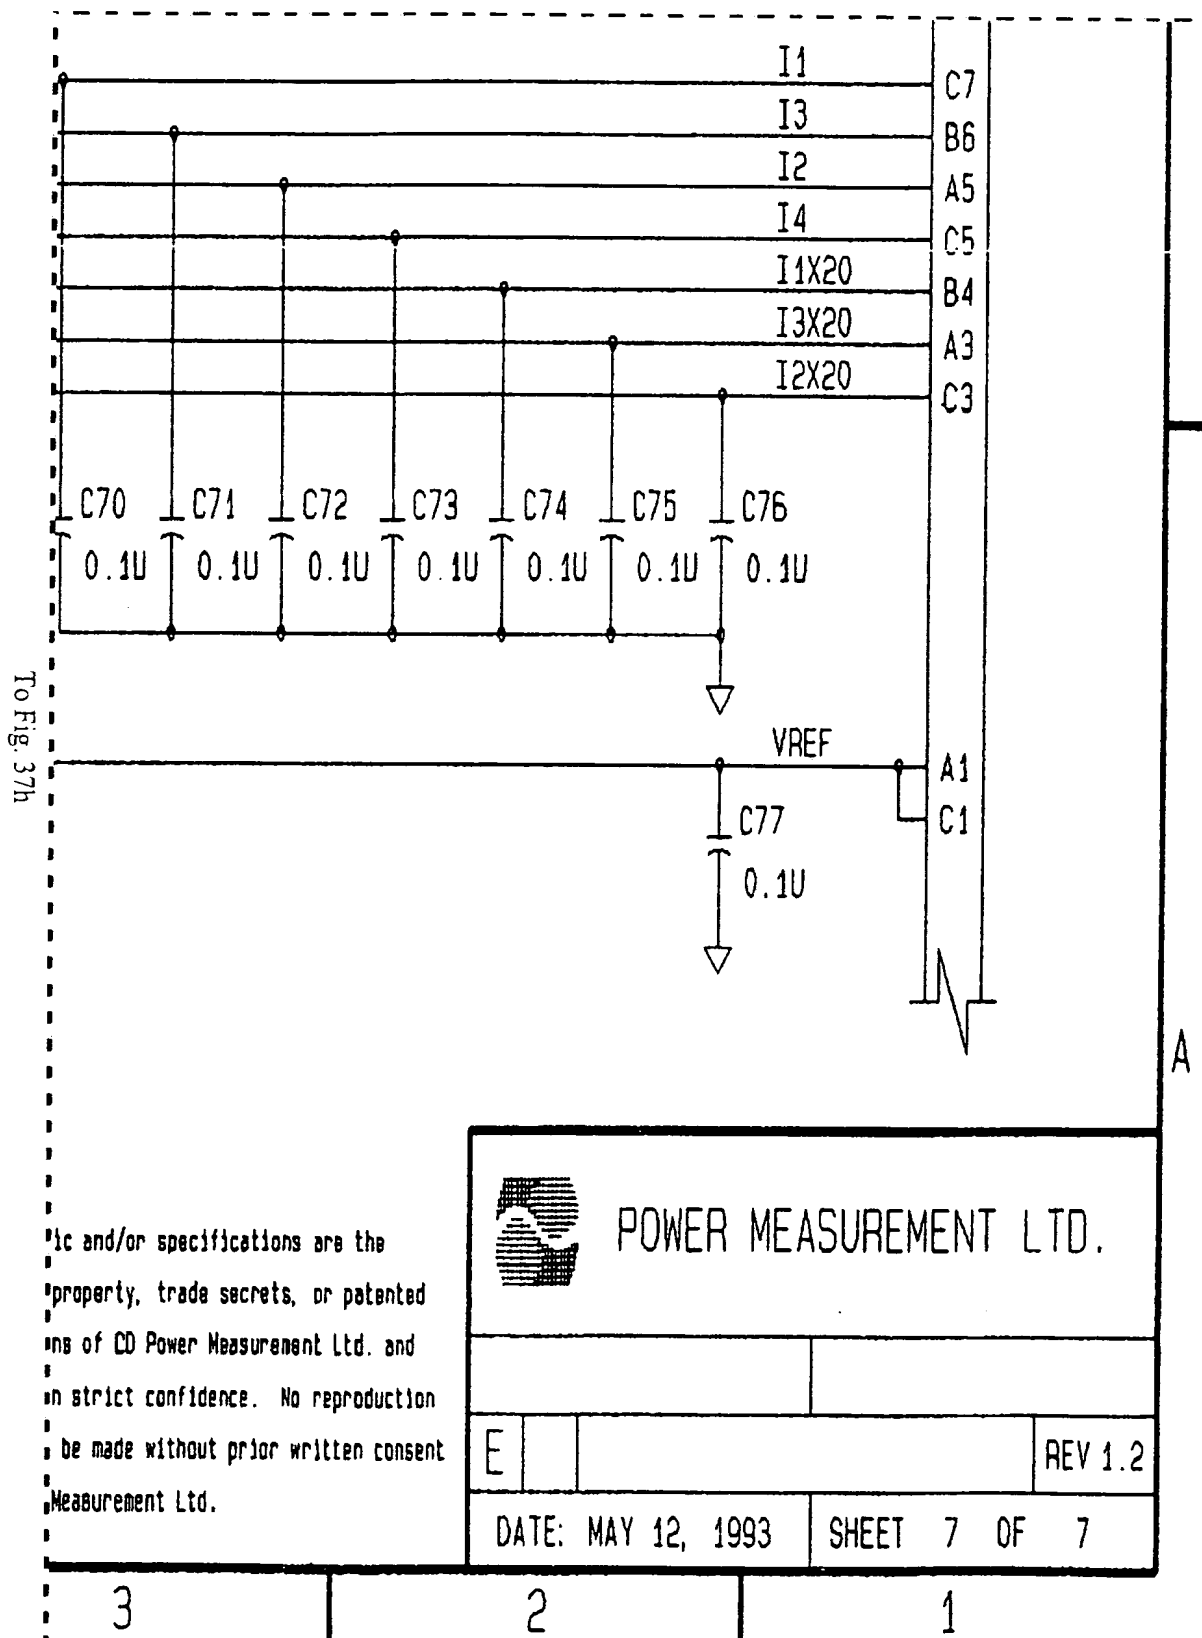 I1
C7
I3
B6
I2
A5
I4
C5
I1X20
B4
I3X20
A3
I2X20
C3
C70 C71 C72 C73 C74 C75 C76
0.1U 0.1U 0.1U 0.1U 0.1U 0.1U 0.1U
To Fig. 37h
VREF
A1
C77
C1
0.1U
A
POWER MEASUREMENT LTD.
ic and/or specifications are the
property, trade secrets, or patented
ns of CD Power Measurement Ltd. and
n strict confidence. No reproduction
be made without prior written consent
Measurement Ltd.
E
REV 1.2
DATE: MAY 12, 1993 SHEET 7 OF 7
3 2 1